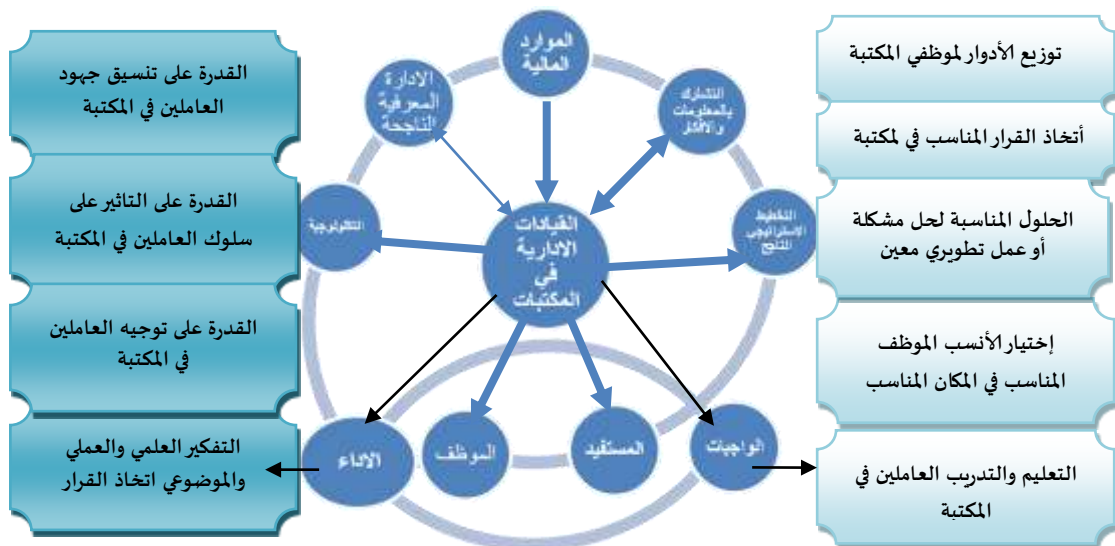 توزيع الأدوار لموظفي المكتبة
أتخاذ القرار المناسب في لمكتبة
الحلول المناسبة لحل مشكلة
أو عمل تطويري معين
إختيار الأنسب الموظف
المناسب في المكان المناسب
التعليم والتدريب العاملين في
المكتبة
الموارد
المالية
التشارك
بالمعلومات
والأفكار
التخطيط
الاستراتيجي
الناجح
الادارة
المعرفية
الناجحة
التكنولوجية
القيادات
الادارية
في
المكتبات
الواجبات
المستفيد
الموظف
الاداء
القدرة على تنسيق جهود
العاملين في المكتبة
القدرة على التاثير على
سلوك العاملين في المكتبة
القدرة على توجيه العاملين
في المكتبة
التفكير العلمي والعملي
والموضوعي اتخاذ القرار